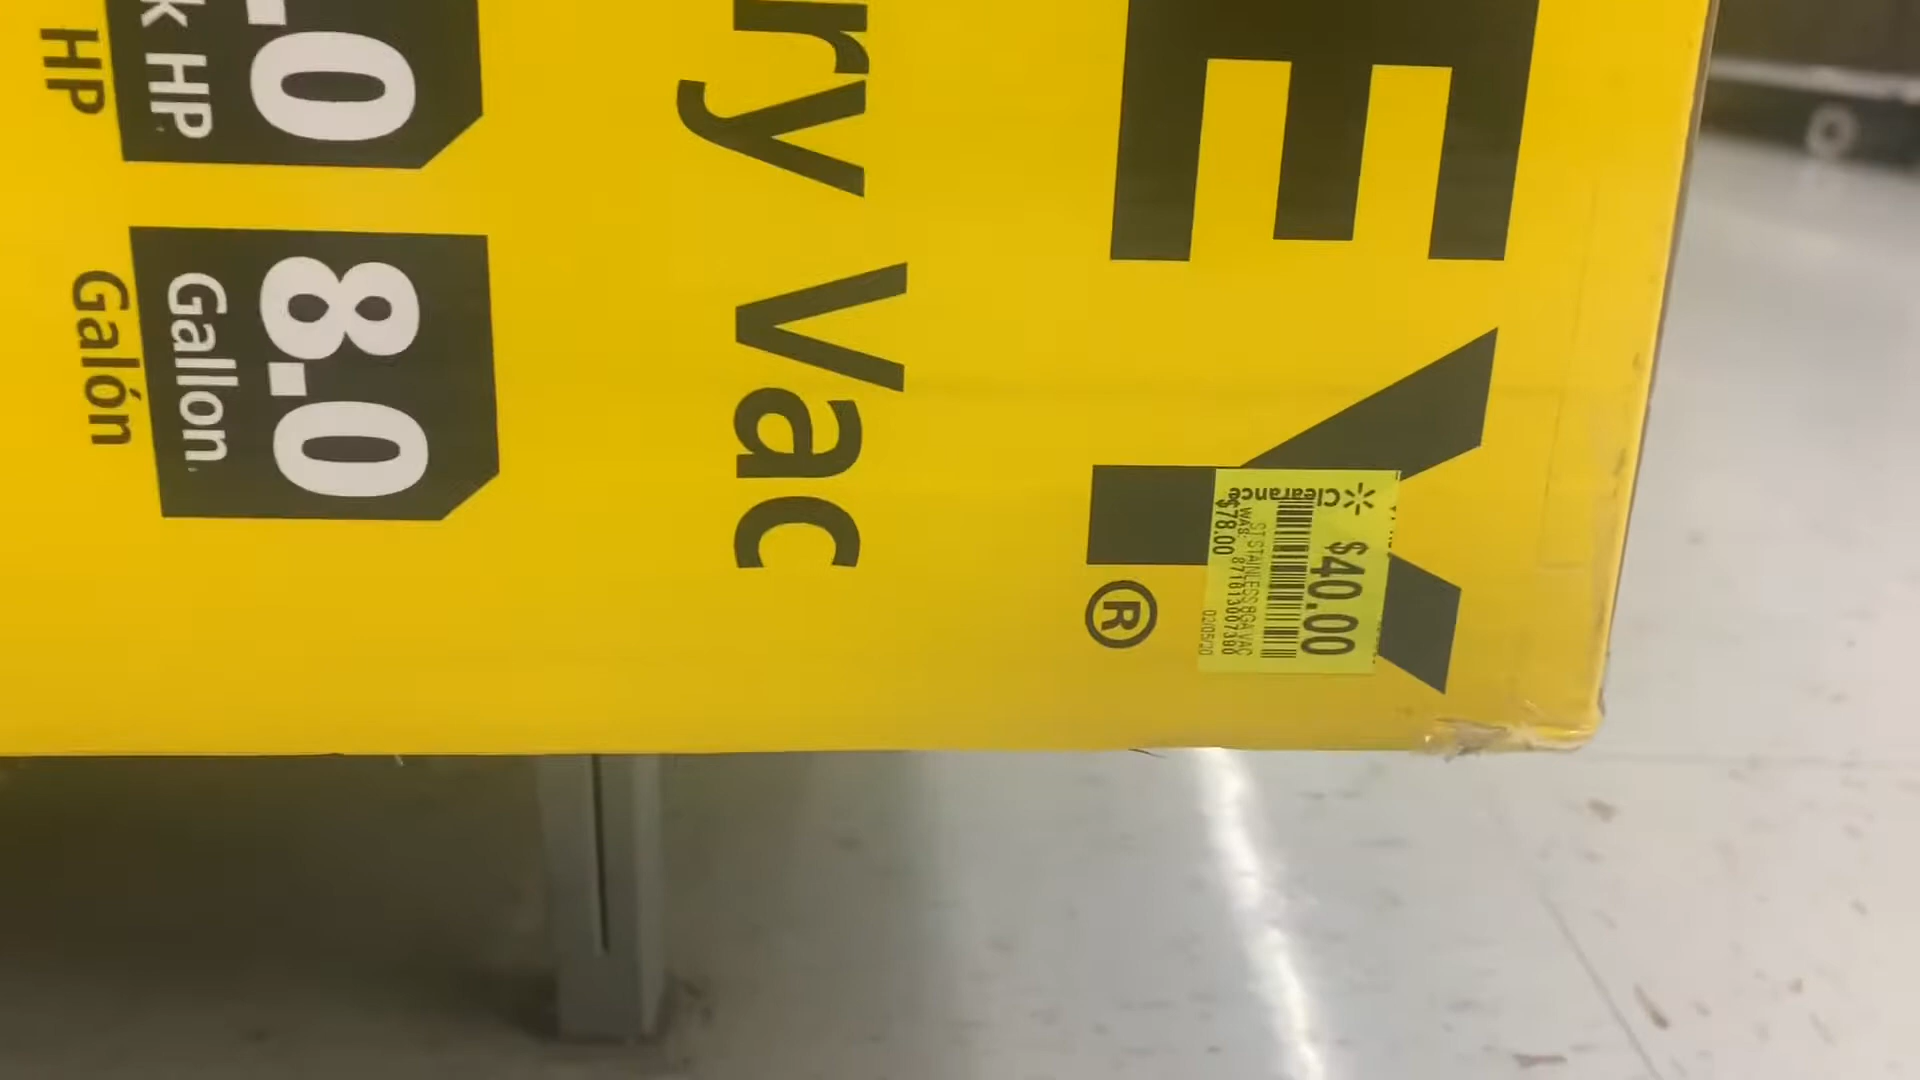 EY®
ry Vac
.0
k HP
HP
8.0
Gallon
Galón
Clearance
$40.00
ST STAINLESS 8GA VAC
WAS:
$78.00
02/05/20